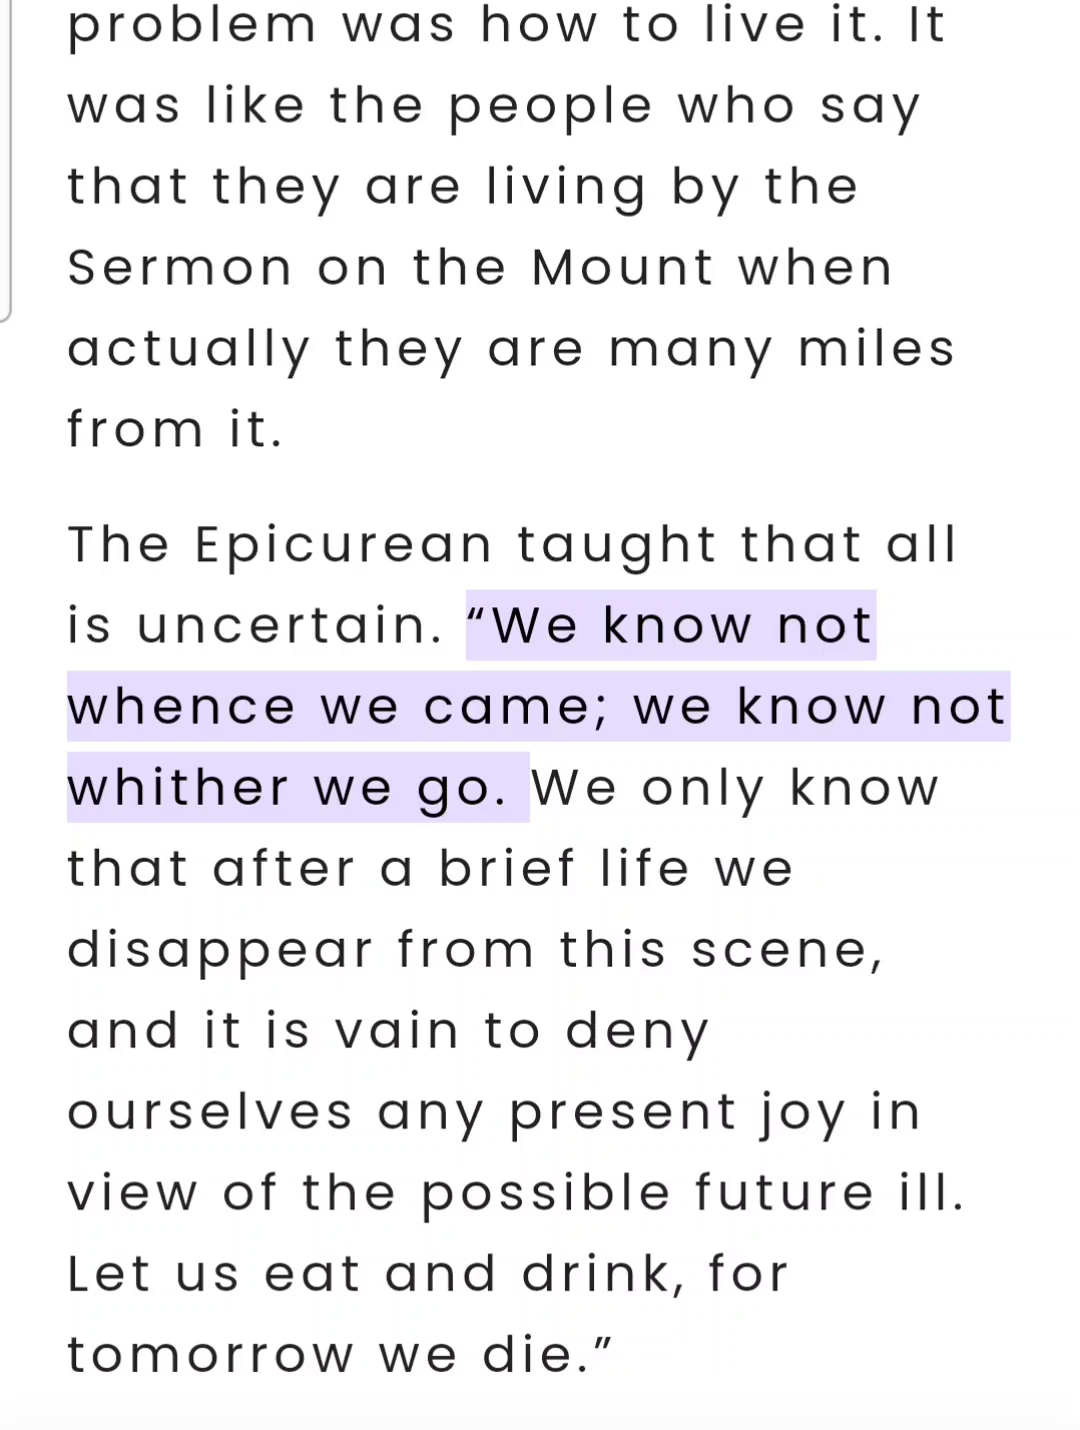 problem was how to live it. It
was like the people who say
that they are living by the
Sermon on the Mount when
actually they are many miles
from it.
The Epicurean taught that all
is uncertain. “We know not
whence we came; we know not
whither we go. We only know
that after a brief life we
disappear from this scene,
and it is vain to deny
ourselves any present joy in
view of the possible future ill.
Let us eat and drink, for
tomorrow we die.”